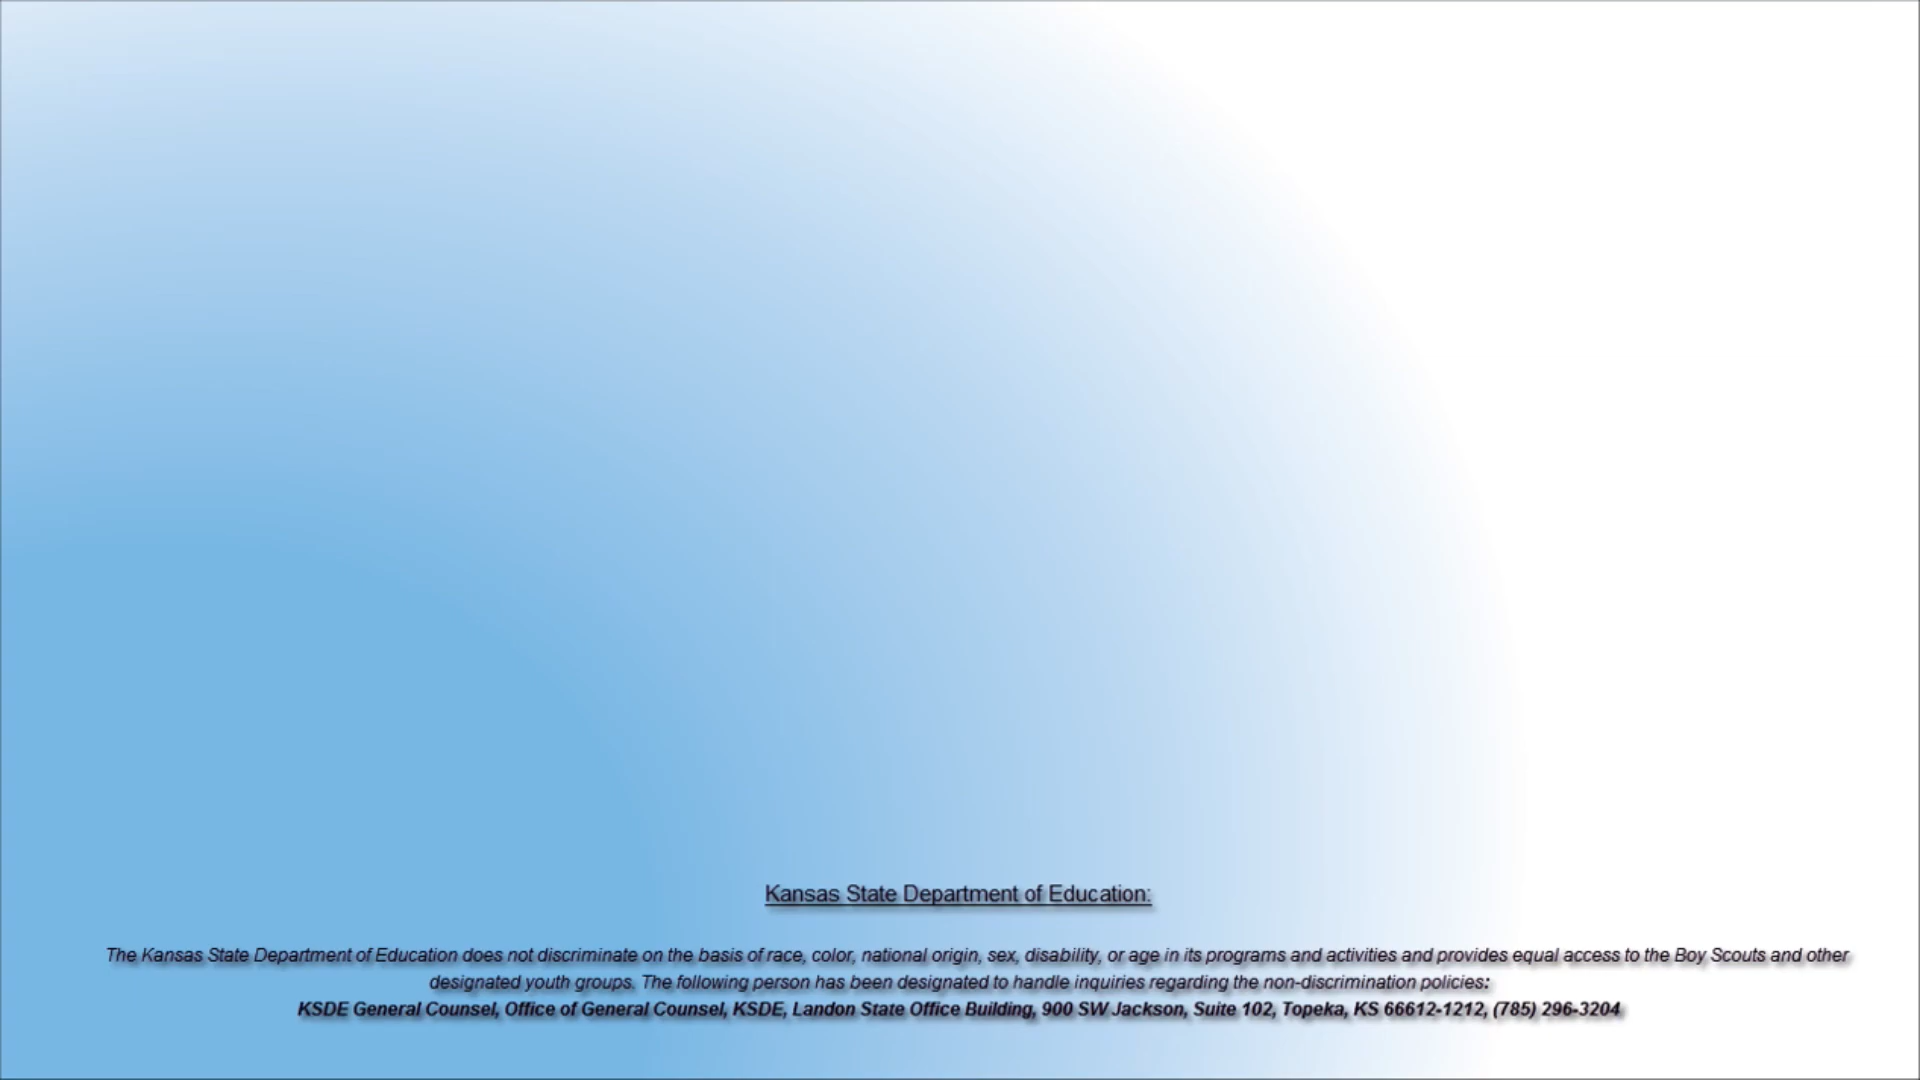 Kansas State Department of Education:
The Kansas State Department of Education does not discriminate on the basis of race, color, national origin, sex, disability, or age in its programs and activities and provides equal access to the Boy Scouts and other
designated youth groups. The following person has been designated to handle inquiries regarding the non-discrimination policies:
KSDE General Counsel, Office of General Counsel, KSDE, Landon State Office Building, 900 SW Jackson, Suite 102, Topeka, KS 66612-1212, (785) 296-3204